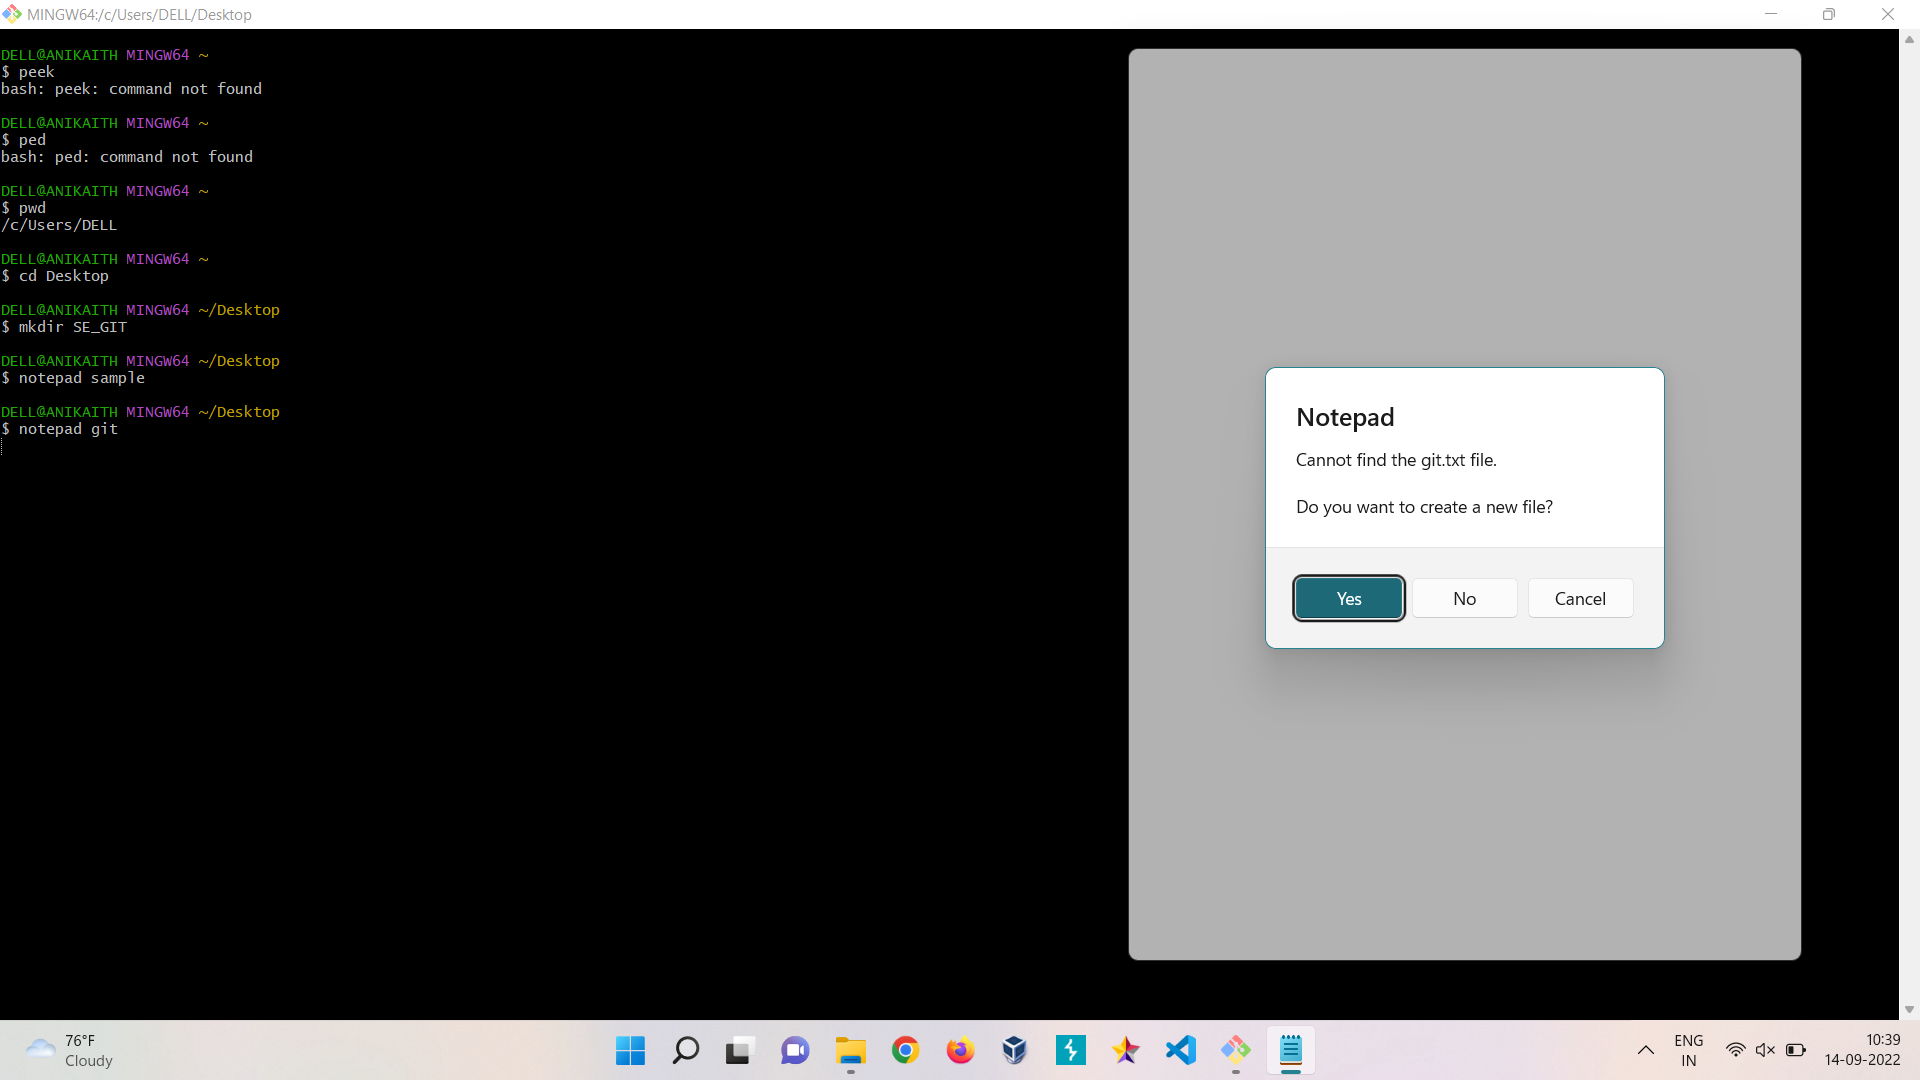 MINGW64:/c/Users/DELL/Desktop
DELL@ANIKAITH MINGW64 ~
$ peek
bash: peek: command not found
DELL@ANIKAITH MINGW64 ~
$ ped
bash: ped: command not found
DELL@ANIKAITH MINGW64 ~
$ pwd
/c/Users/DELL
DELL@ANIKAITH MINGW64 ~
$ cd Desktop
DELL@ANIKAITH MINGW64 ~/Desktop
$ mkdir SE_GIT
DELL@ANIKAITH MINGW64 ~/Desktop
$ notepad sample
DELL@ANIKAITH MINGW64 ~/Desktop
$ notepad git
Notepad
Cannot find the git.txt file.
Do you want to create a new file?
Yes No Cancel
76°F
Cloudy
ENG
IN
10:39
14-09-2022